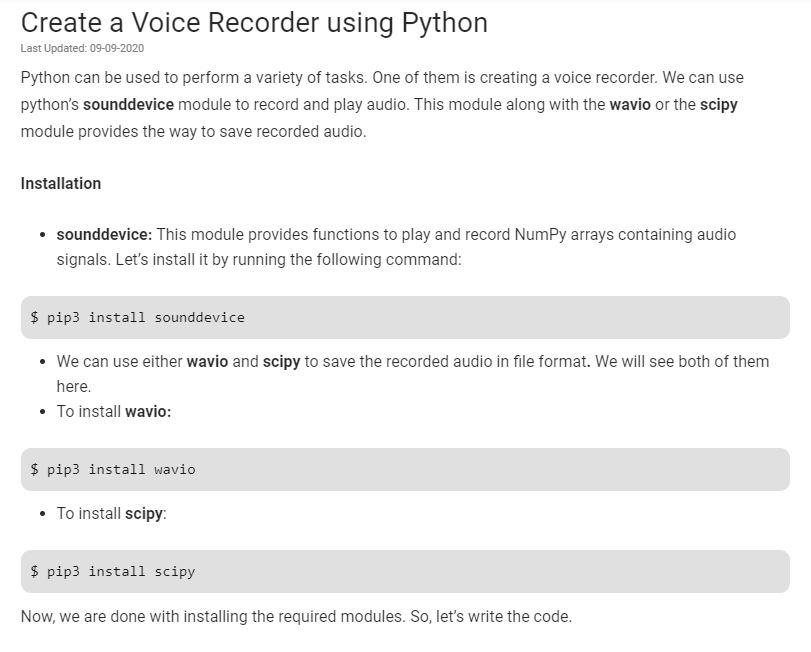 Create a Voice Recorder using Python
Last Updated: 09-09-2020
Python can be used to perform a variety of tasks. One of them is creating a voice recorder. We can use
python's sounddevice module to record and play audio. This module along with the wavio or the scipy
module provides the way to save recorded audio.
Installation
• sounddevice: This module provides functions to play and record NumPy arrays containing audio
signals. Let's install it by running the following command:
$ pip3 install sounddevice
• We can use either wavio and scipy to save the recorded audio in file format. We will see both of them
here.
• To install wavio:
$ pip3 install wavio
• To install scipy:
$ pip3 install scipy
Now, we are done with installing the required modules. So, let's write the code.